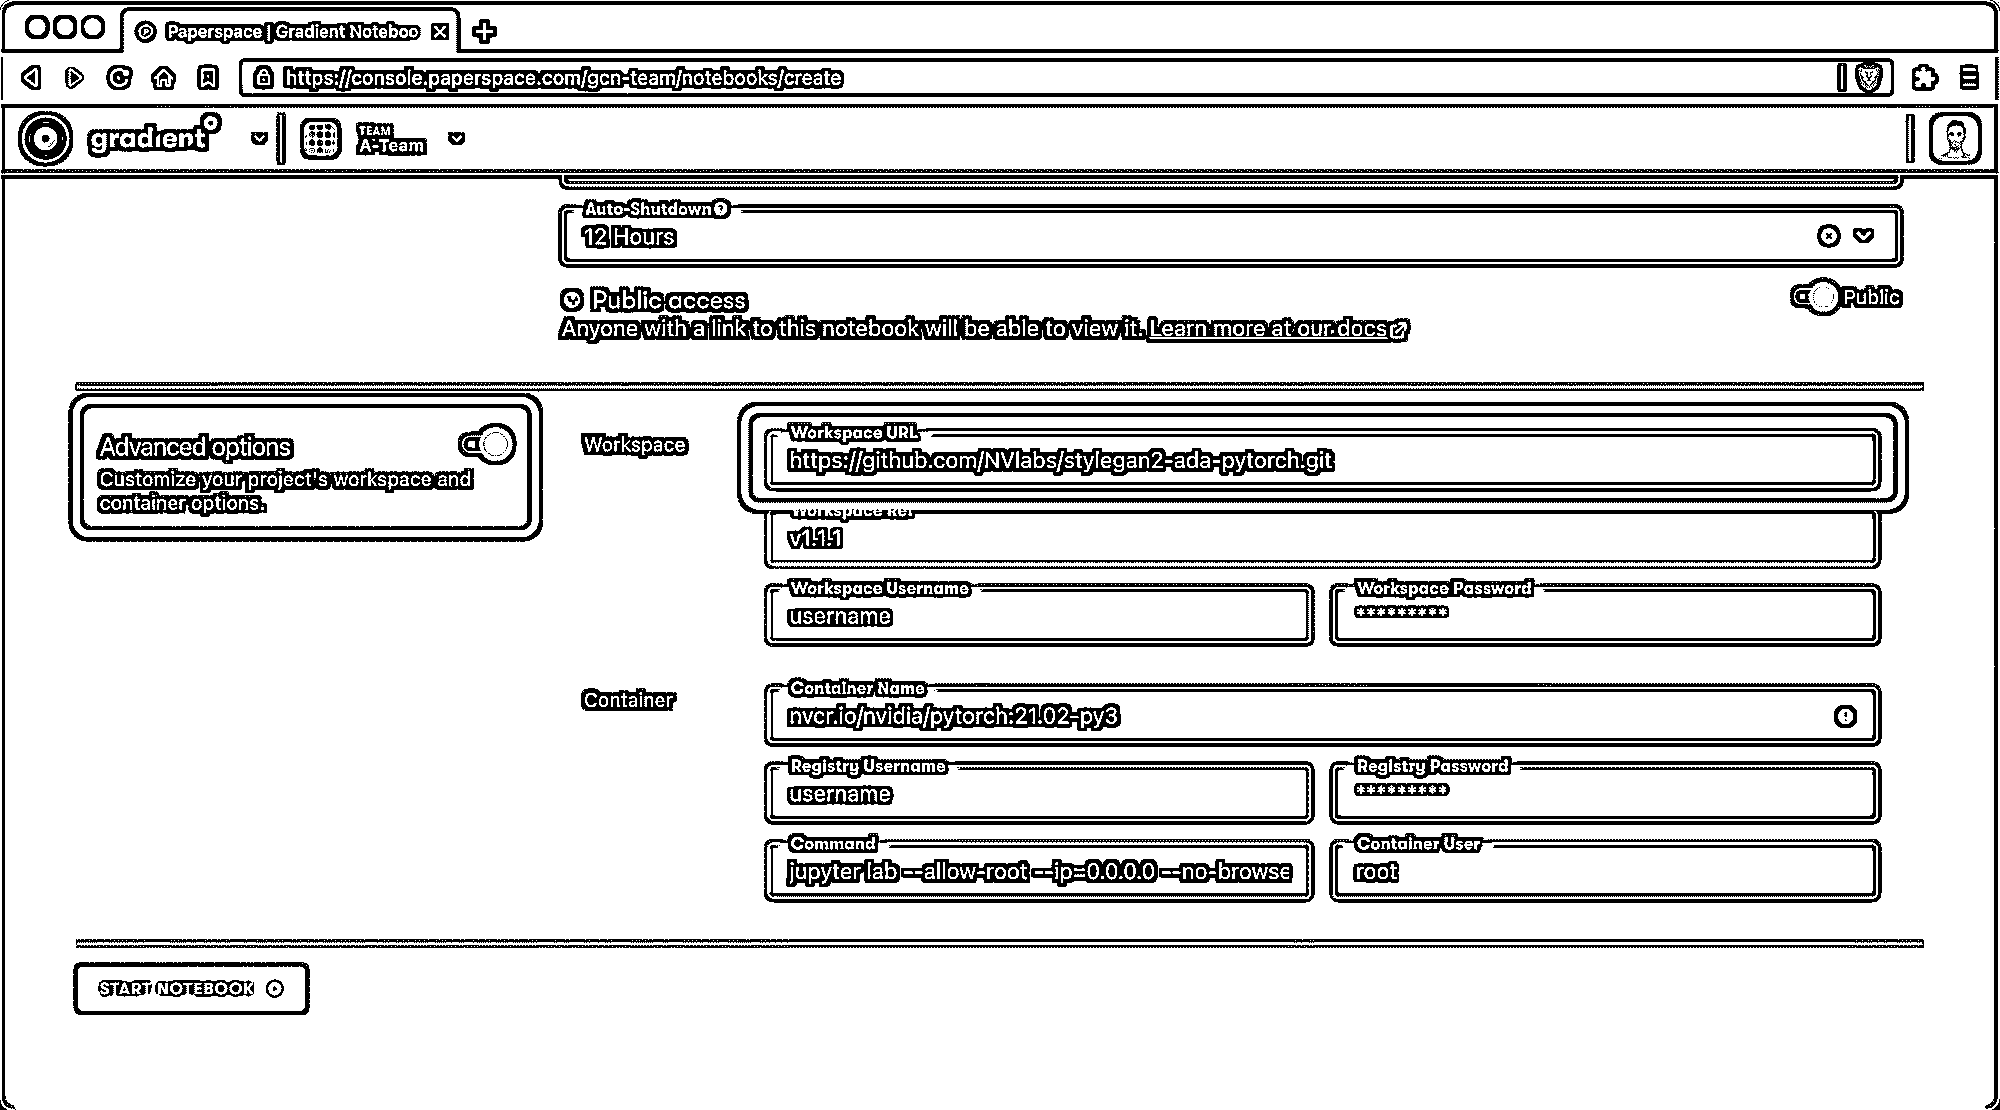 Paperspace | Gradient Noteboo
https://console.paperspace.com/gcn-team/notebooks/create
gradient
TEAM
A-Team
Auto-Shutdown
12 Hours
Public access
Public
Anyone with a link to this notebook will be able to view it. Learn more at our docs
Advanced options
Customize your project's workspace and
container options.
Workspace
Workspace URL
https://github.com/NVlabs/stylegan2-ada-pytorch.git
Workspace Ref
v1.1.1
Workspace Username
username
Workspace Password
*********
Container
Container Name
nvcr.io/nvidia/pytorch:21.02-py3
Registry Username
username
Registry Password
*********
Command
jupyter lab --allow-root --ip=0.0.0.0 --no-browse
Container User
root
START NOTEBOOK